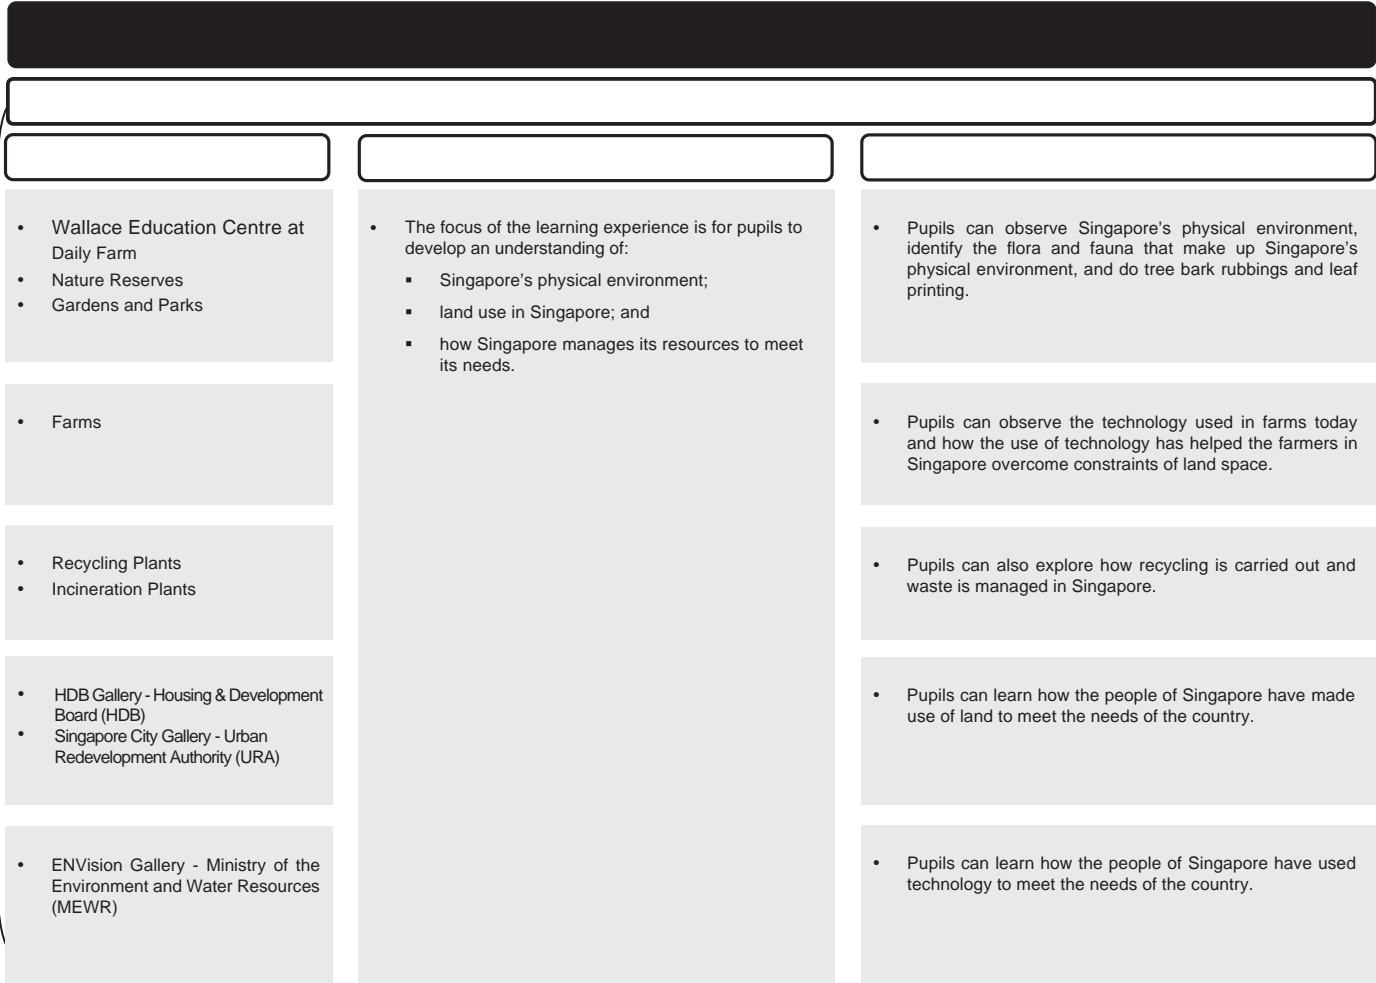 • Wallace Education Centre at
Daily Farm
• Nature Reserves
• Gardens and Parks
• The focus of the learning experience is for pupils to
develop an understanding of:
▪ Singapore’s physical environment;
▪ land use in Singapore; and
▪ how Singapore manages its resources to meet
its needs.
• Pupils can observe Singapore’s physical environment,
identify the flora and fauna that make up Singapore’s
physical environment, and do tree bark rubbings and leaf
printing.
• Farms
• Pupils can observe the technology used in farms today
and how the use of technology has helped the farmers in
Singapore overcome constraints of land space.
• Recycling Plants
• Incineration Plants
• Pupils can also explore how recycling is carried out and
waste is managed in Singapore.
• HDB Gallery - Housing & Development
Board (HDB)
• Singapore City Gallery - Urban
Redevelopment Authority (URA)
• Pupils can learn how the people of Singapore have made
use of land to meet the needs of the country.
• ENVision Gallery - Ministry of the
Environment and Water Resources
(MEWR)
• Pupils can learn how the people of Singapore have used
technology to meet the needs of the country.